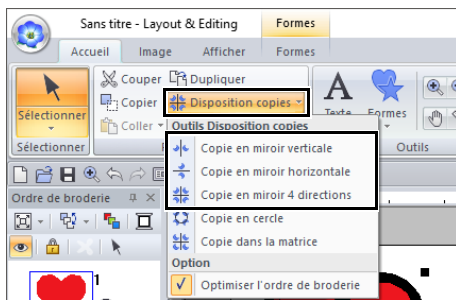 Sans titre - Layout & Editing
Formes
Accueil
Image
Afficher
Formes
Sélectionner
Couper
Dupliquer
Copier
Disposition copies
Coller
Texte
Formes
Sélectionner
Outils
Outils Disposition copies
Copie en miroir verticale
Copie en miroir horizontale
Copie en miroir 4 directions
Copie en cercle
Copie dans la matrice
Option
Optimiser l'ordre de broderie
Ordre de broderie
1